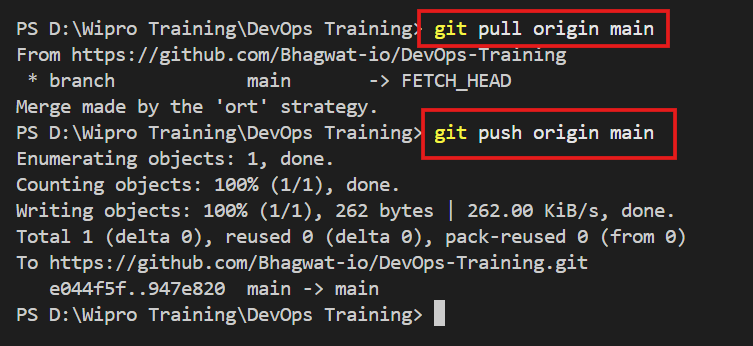 PS D:\Wipro Training\DevOps Training> git pull origin main
From https://github.com/Bhagwat-io/DevOps-Training
 * branch            main       -> FETCH_HEAD
Merge made by the 'ort' strategy.
PS D:\Wipro Training\DevOps Training> git push origin main
Enumerating objects: 1, done.
Counting objects: 100% (1/1), done.
Writing objects: 100% (1/1), 262 bytes | 262.00 KiB/s, done.
Total 1 (delta 0), reused 0 (delta 0), pack-reused 0 (from 0)
To https://github.com/Bhagwat-io/DevOps-Training.git
   e044f5f..947e820  main -> main
PS D:\Wipro Training\DevOps Training>